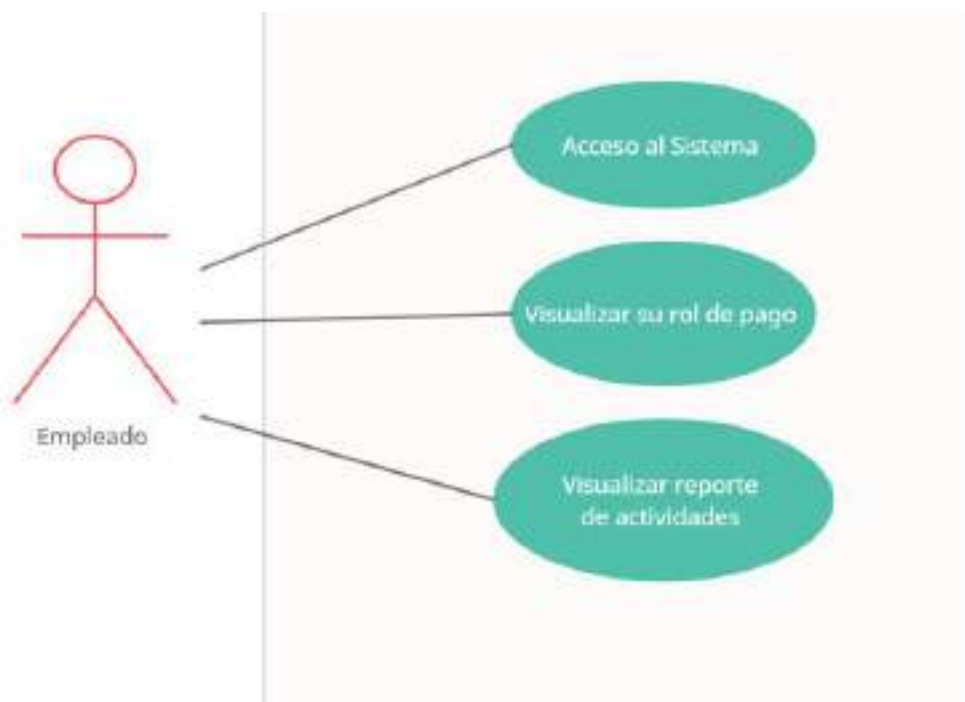 Acceso al Sistema
Visualizar su rol de pago
Empleado
Visualizar reporte
de actividades